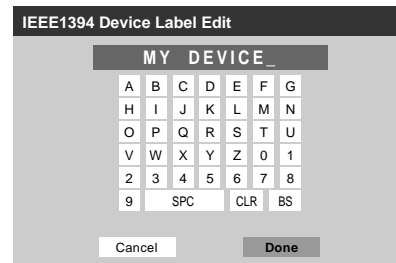 IEEE1394 Device Label Edit
MY DEVICE_
A B C D E F G
H I J K L M N
O P Q R S T U
V W X Y Z 0 1
2 3 4 5 6 7 8
9 SPC CLR BS
Cancel Done